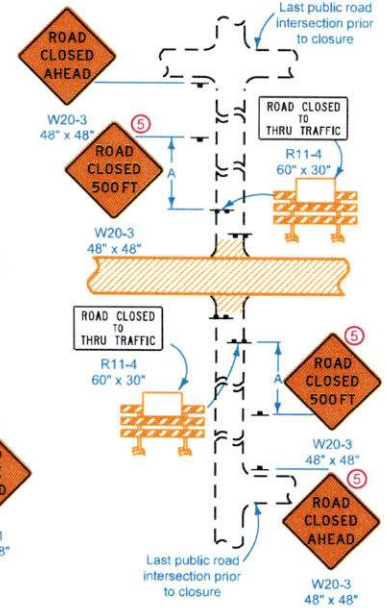 Last public road
intersection prior
to closure
ROAD
CLOSED
AHEAD
W20-3
48" x 48"
5
ROAD
CLOSED
500 FT
A
W20-3
48" x 48"
ROAD CLOSED
TO
THRU TRAFFIC
R11-4
60" x 30"
ROAD CLOSED
TO
THRU TRAFFIC
R11-4
60" x 30"
A
5
ROAD
CLOSED
500 FT
W20-3
48" x 48"
5
ROAD
CLOSED
AHEAD
W20-3
48" x 48"
Last public road
intersection prior
to closure